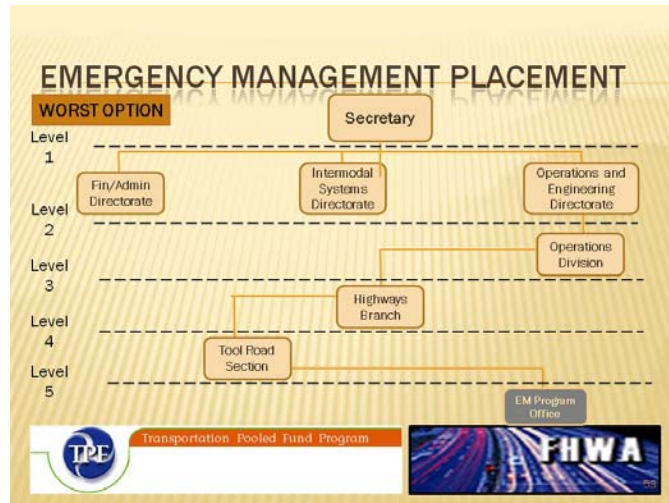 EMERGENCY MANAGEMENT PLACEMENT
WORST OPTION
Secretary
Level
1
Fin/Admin
Directorate
Intermodal
Systems
Directorate
Operations and
Engineering
Directorate
Level
2
Operations
Division
Level
3
Highways
Branch
Level
4
Tool Road
Section
Level
5
EM Program
Office
Transportation Pooled Fund Program
TPF
FHWA
53